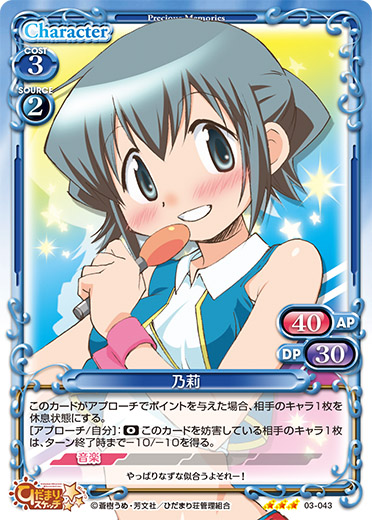 Precious Memories
Character
COST
3
SOURCE
2
40 AP
DP 30
乃莉
このカードがアプローチでポイントを与えた場合、相手のキャラ1枚を
休息状態にする。
[アプローチ/自分]:このカードを妨害している相手のキャラ1枚
は、ターン終了時まで−10/−10を得る。
音楽
やっぱりなずな似合うよそれー!
ひだまりスケッチ
©蒼樹うめ・芳文社/ひだまり荘管理組合
03-043